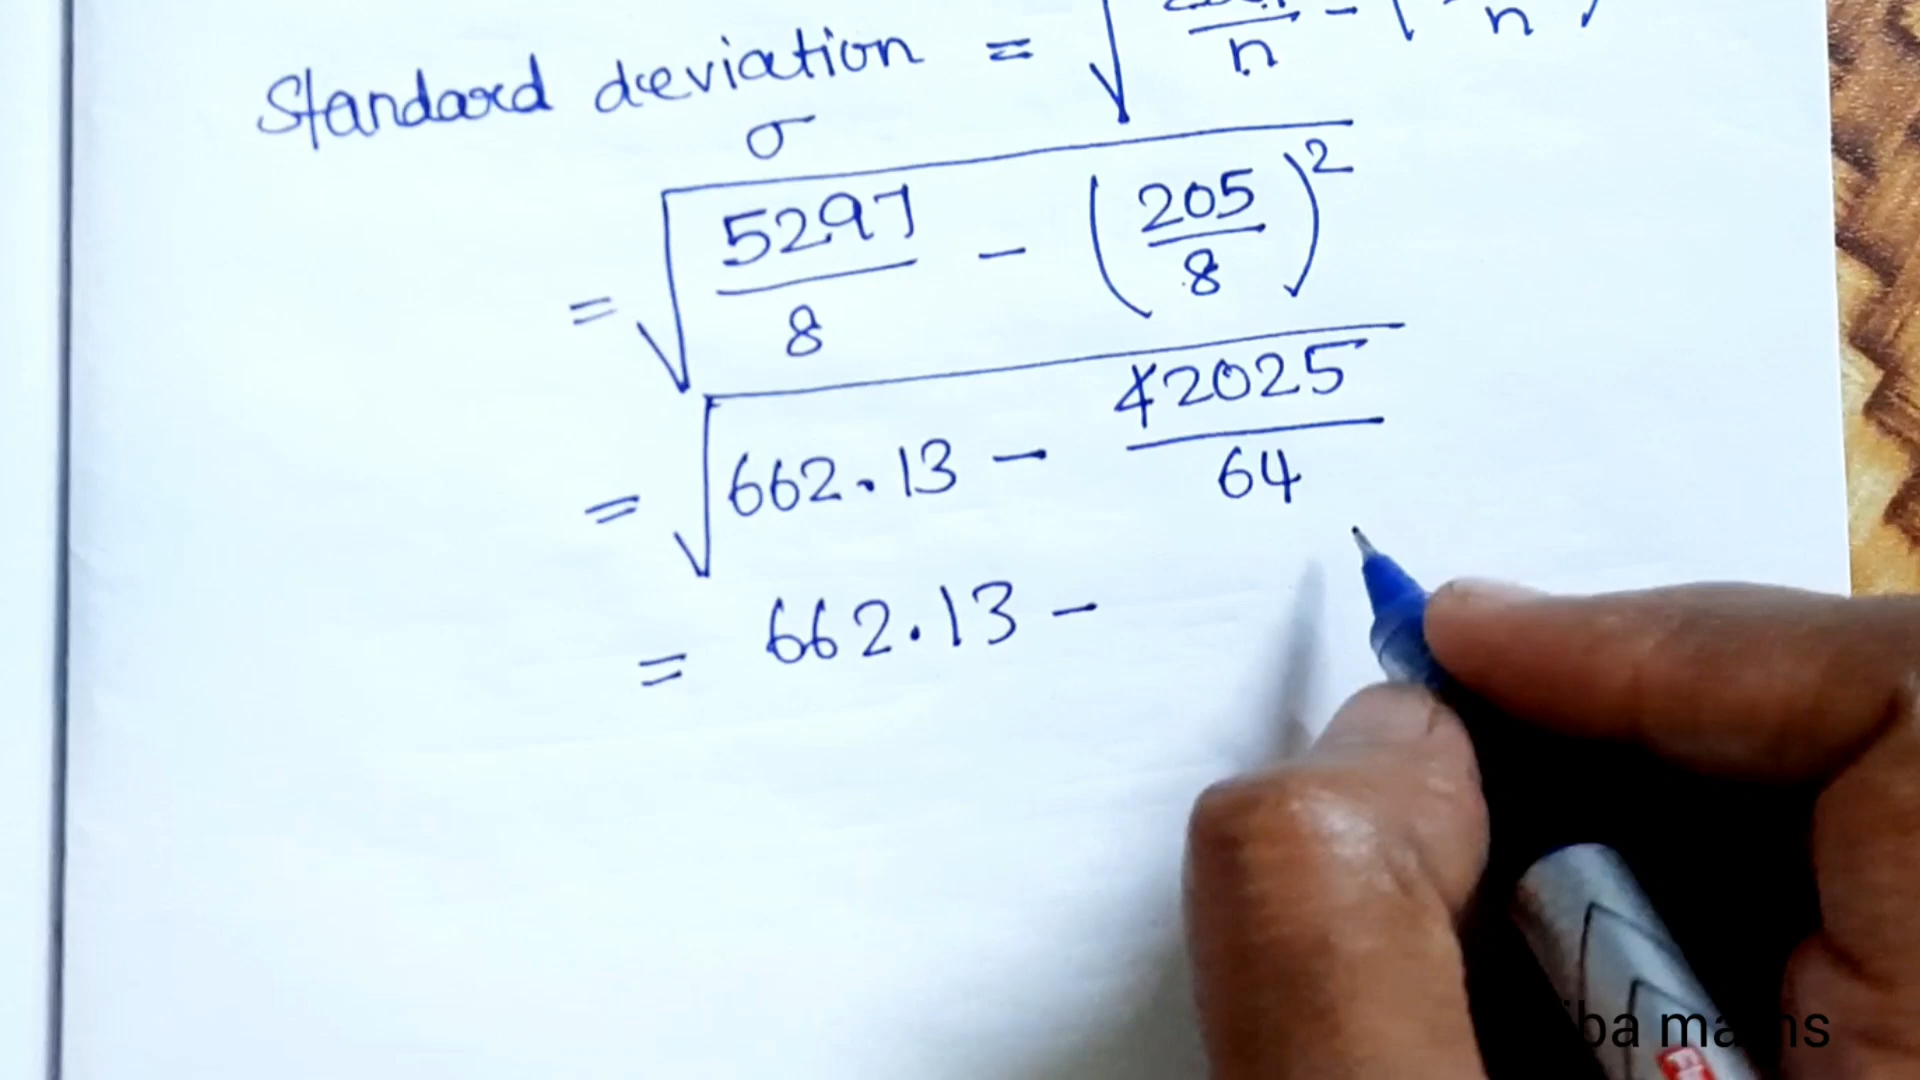 Standard deviation = √ n - ( n )
σ
= √ 5297/8 - (205/8)²
= √ 662.13 - 42025/64
= 662.13 -